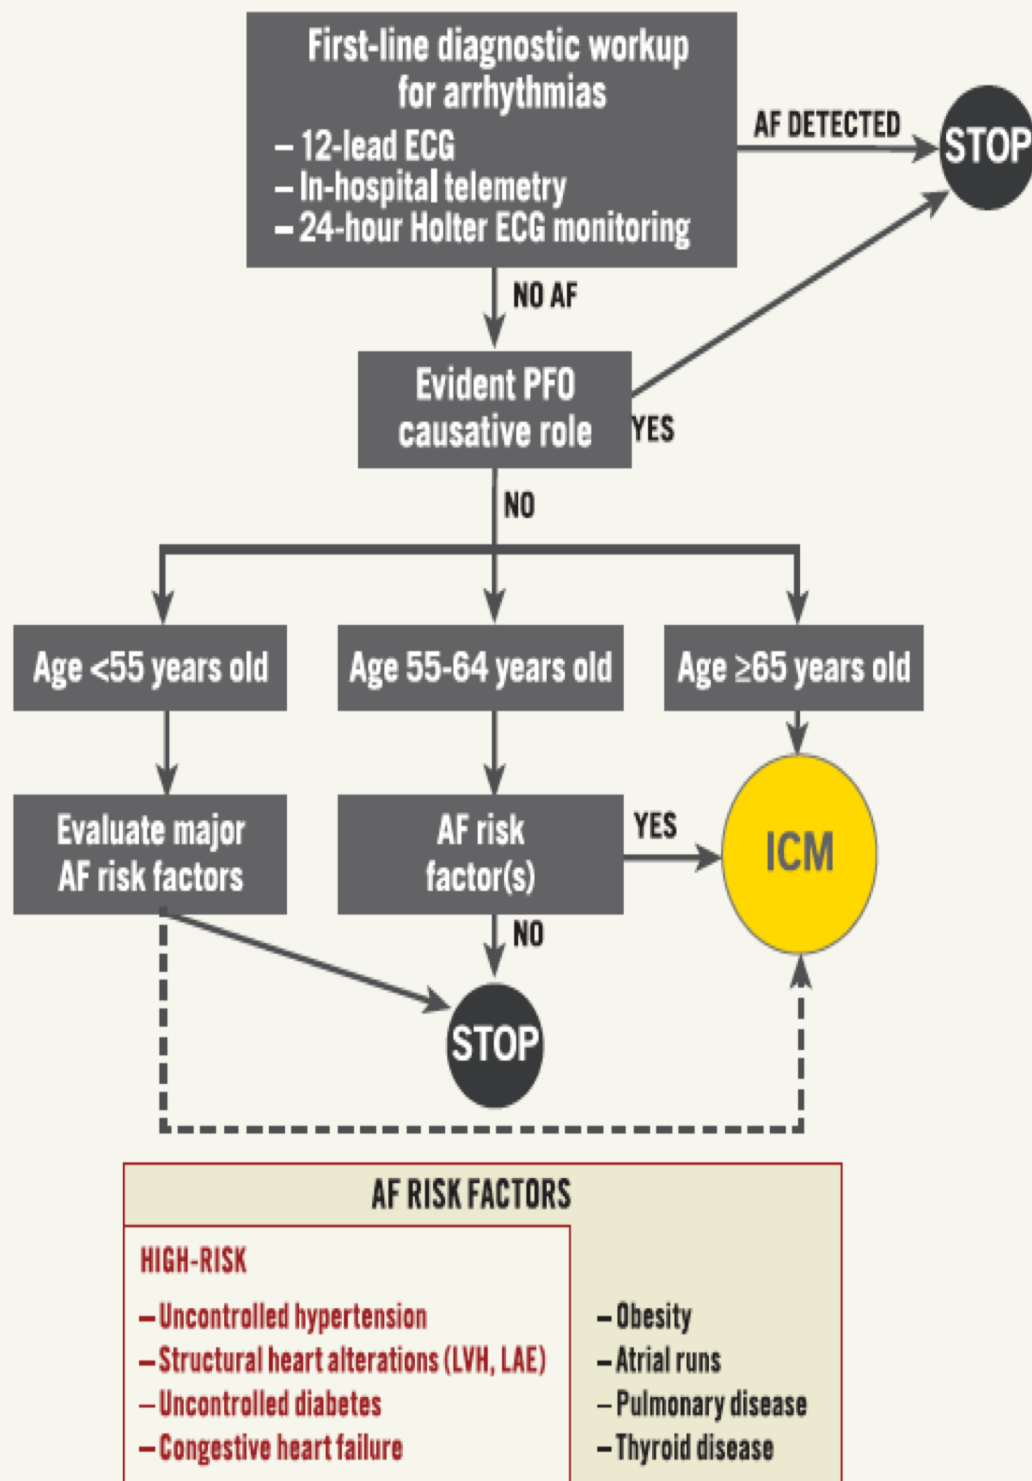 First-line diagnostic workup
for arrhythmias
– 12-lead ECG
– In-hospital telemetry
– 24-hour Holter ECG monitoring
AF DETECTED
STOP
NO AF
Evident PFO
causative role
YES
NO
Age <55 years old
Age 55-64 years old
Age ≥65 years old
Evaluate major
AF risk factors
AF risk
factor(s)
YES
ICM
NO
STOP
AF RISK FACTORS
HIGH-RISK
– Uncontrolled hypertension
– Structural heart alterations (LVH, LAE)
– Uncontrolled diabetes
– Congestive heart failure
– Obesity
– Atrial runs
– Pulmonary disease
– Thyroid disease